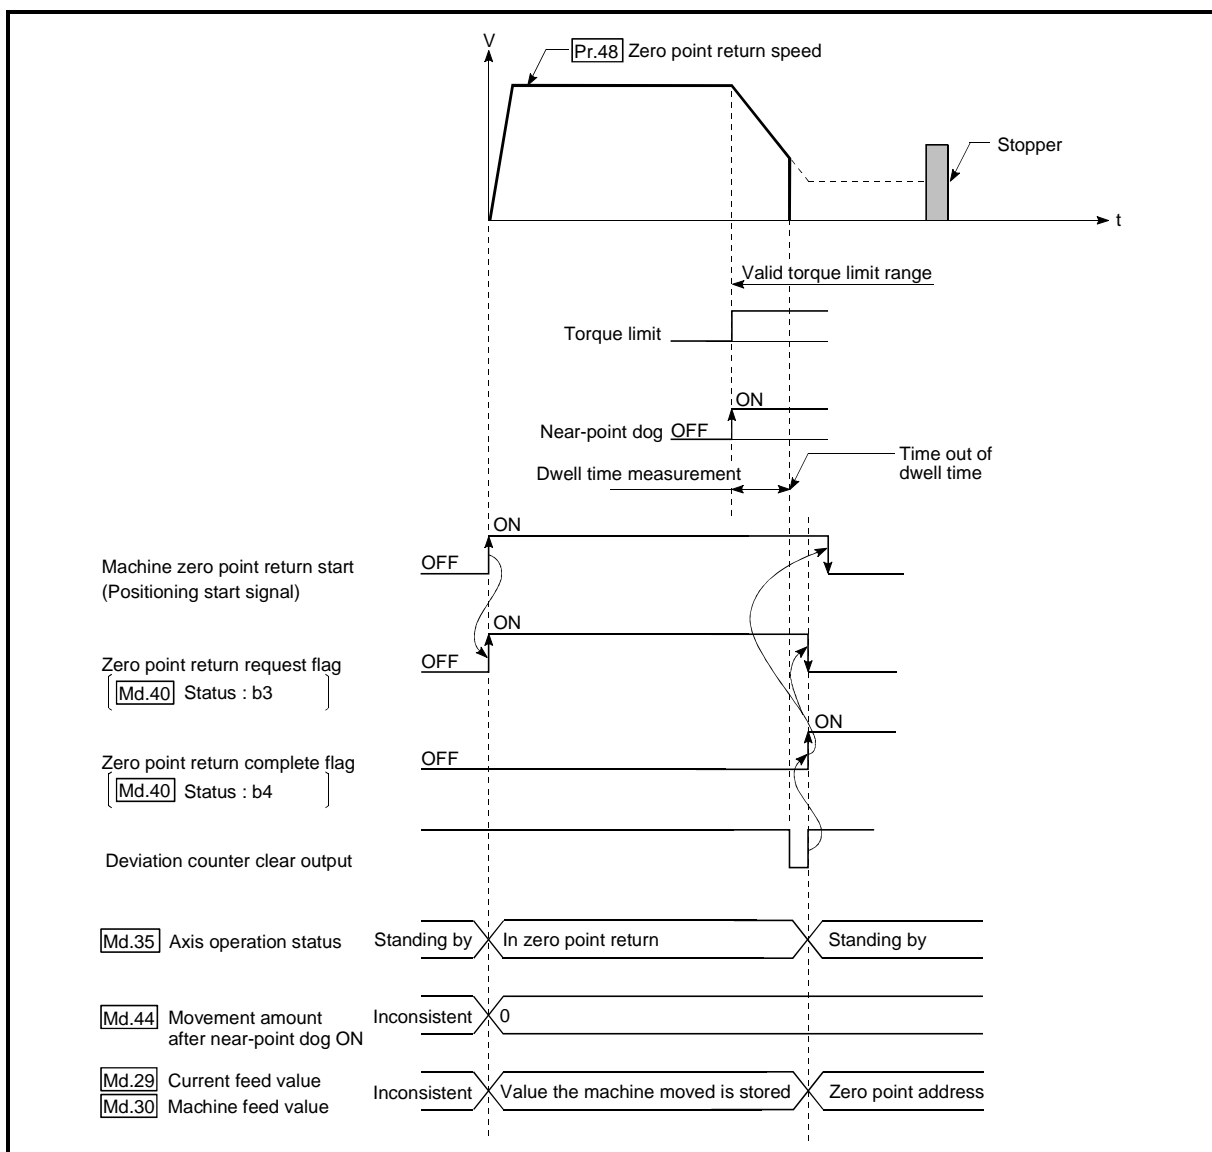 V
Pr.48 Zero point return speed
Stopper
t
Valid torque limit range
Torque limit
ON
Near-point dog OFF
Dwell time measurement
Time out of
dwell time
ON
OFF
Machine zero point return start
(Positioning start signal)
ON
OFF
Zero point return request flag
Md.40 Status : b3
ON
OFF
Zero point return complete flag
Md.40 Status : b4
Deviation counter clear output
Md.35 Axis operation status Standing by In zero point return Standing by
Md.44 Movement amount Inconsistent 0
after near-point dog ON
Md.29 Current feed value
Inconsistent Value the machine moved is stored Zero point address
Md.30 Machine feed value